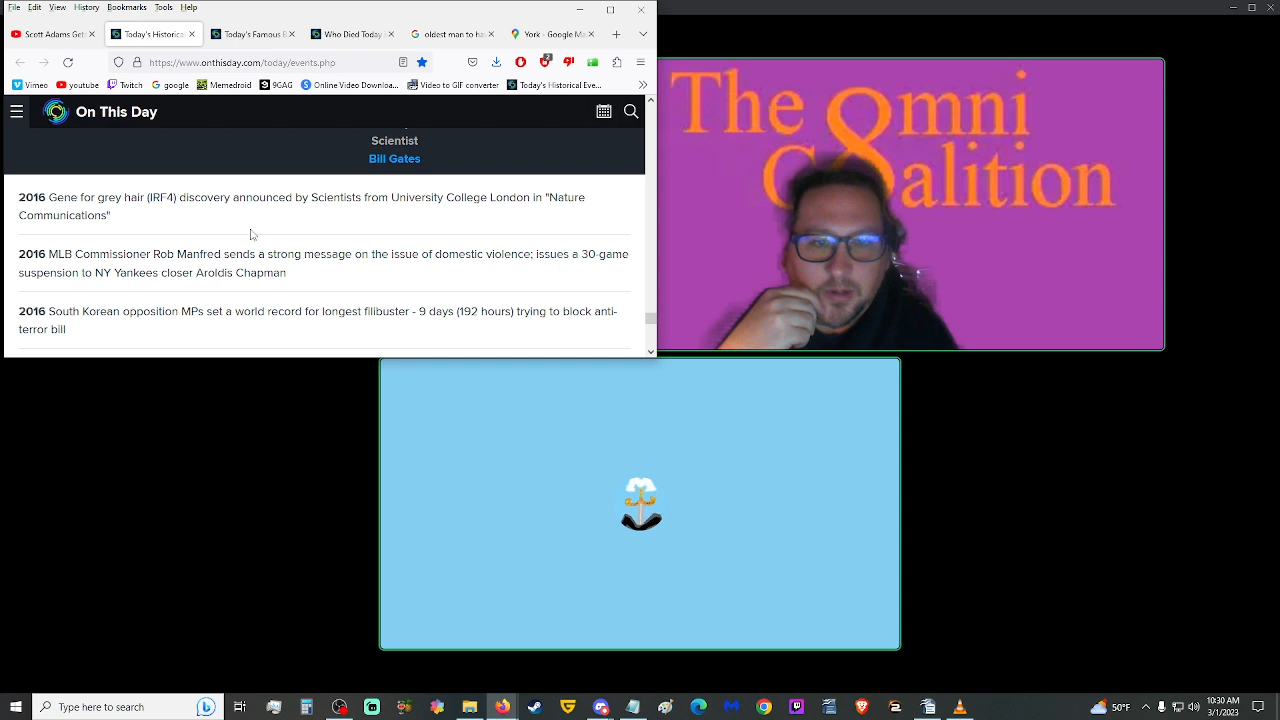 File Edit View History Bookmarks Tools Help
Scott Adams Get
Today's Historical
Today's Famous B
Who Died Today
oldest man to ha
York - Google Ma
https://www.onthisday.com/today/events.php
2
Vimeo youtube Twitch google Memedroid 9GAG Online Video Downloa... Video to GIF converter Today's Historical Eve...
On This Day
Scientist
Bill Gates
2016 Gene for grey hair (IRF4) discovery announced by Scientists from University College London in "Nature
Communications"
2016 MLB Commissioner Rob Manfred sends a strong message on the issue of domestic violence; issues a 30-game
suspension to NY Yankees closer Aroldis Chapman
2016 South Korean opposition MPs set a world record for longest filibuster - 9 days (192 hours) trying to block anti-
terror bill
The Omni
Coalition
Type here to search
50°F
10:30 AM
3/1/2023